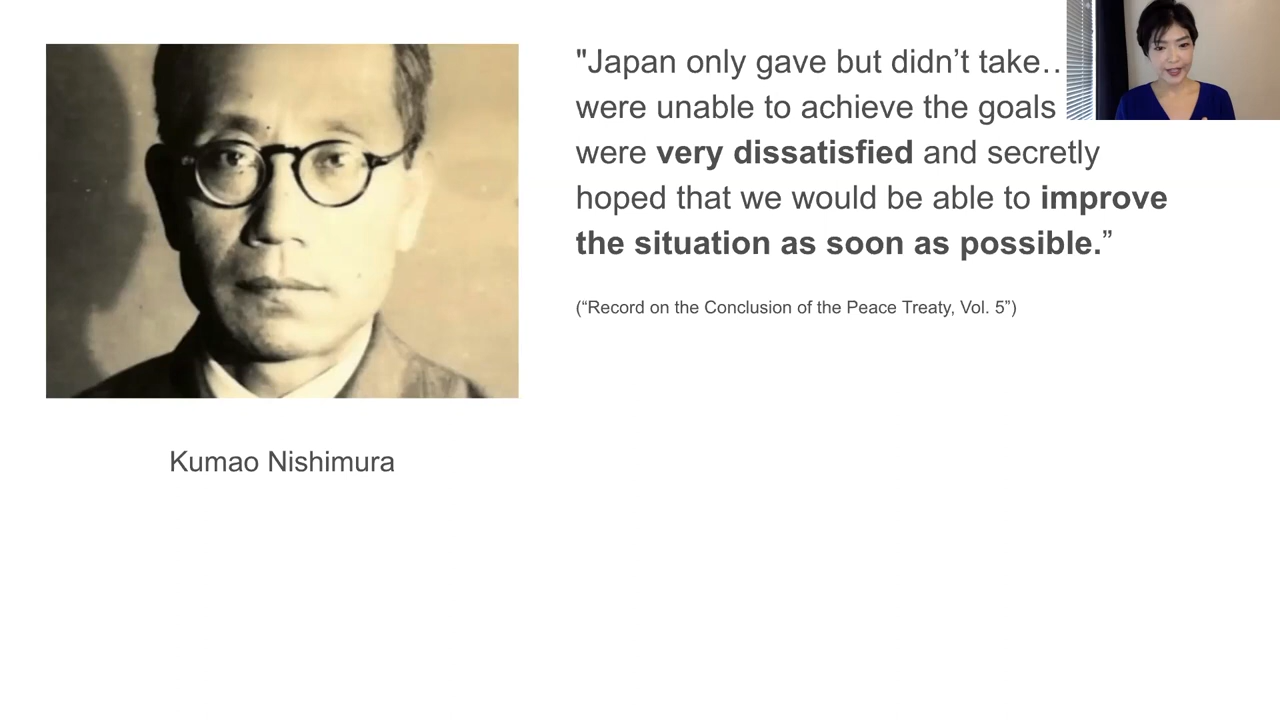 "Japan only gave but didn’t take..
were unable to achieve the goals
were very dissatisfied and secretly
hoped that we would be able to improve
the situation as soon as possible.”
(“Record on the Conclusion of the Peace Treaty, Vol. 5”)
Kumao Nishimura